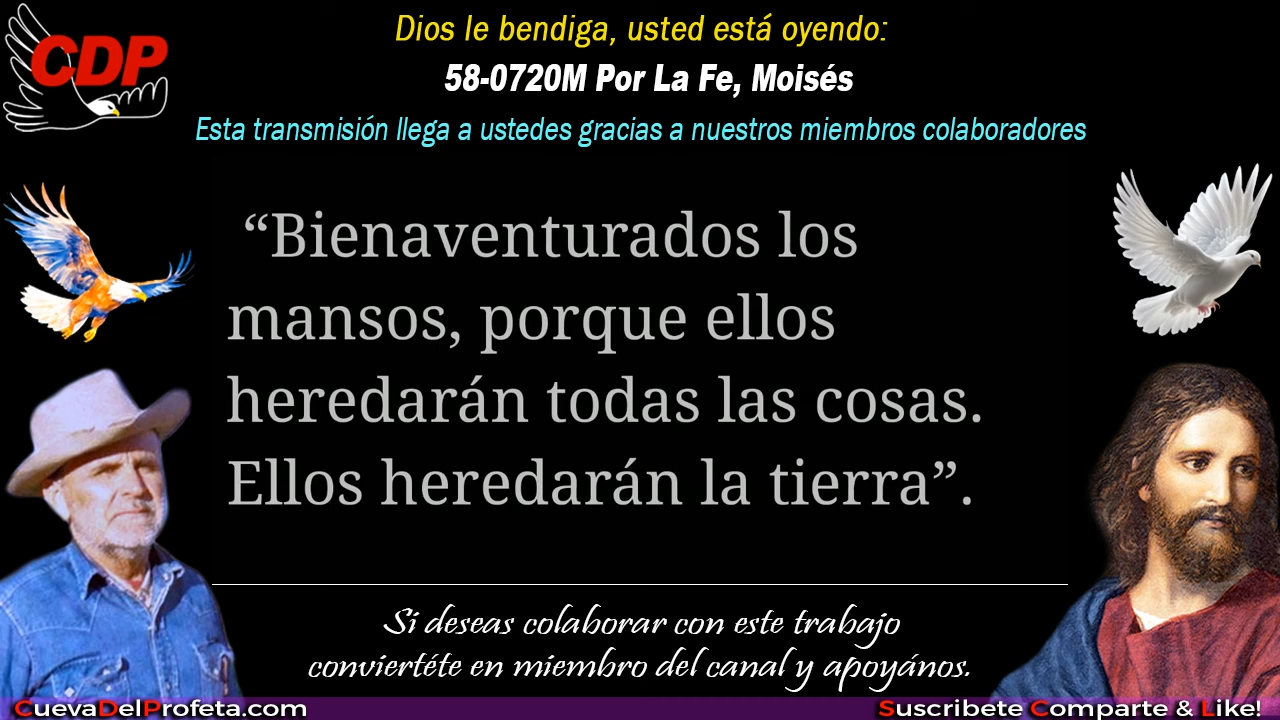 CDP
Dios le bendiga, usted está oyendo:
58-0720M Por La Fe, Moisés
Esta transmisión llega a ustedes gracias a nuestros miembros colaboradores
“Bienaventurados los
mansos, porque ellos
heredarán todas las cosas.
Ellos heredarán la tierra”.
Si deseas colaborar con este trabajo
conviertéte en miembro del canal y apoyános.
CuevaDelProfeta.com
Suscribete Comparte & Like!